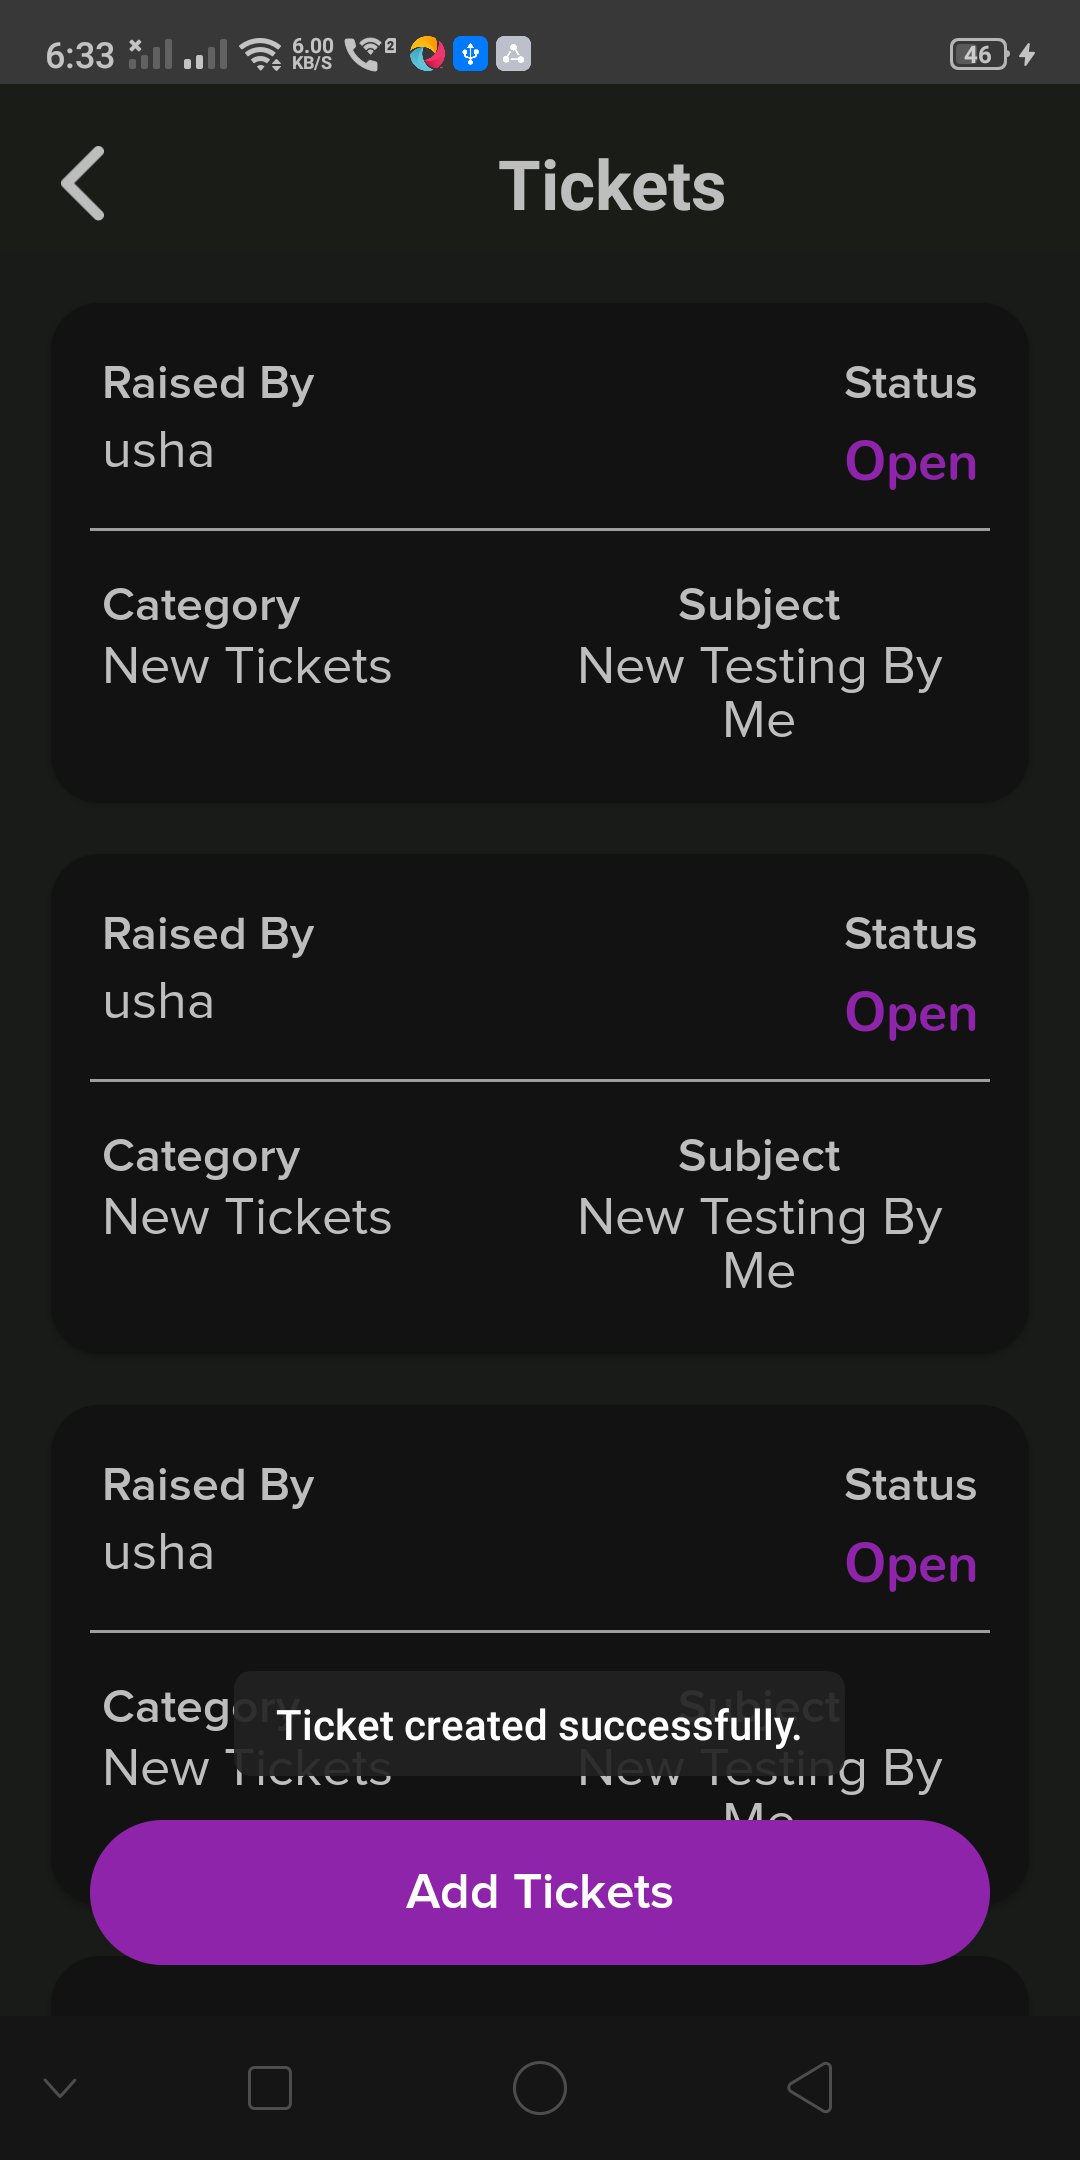 6:33 6.00 KB/S 2 46
Tickets
Raised By Status
usha Open
Category Subject
New Tickets New Testing By
Me
Raised By Status
usha Open
Category Subject
New Tickets New Testing By
Me
Raised By Status
usha Open
Category Subject
Ticket created successfully.
New Tickets New Testing By
Me
Add Tickets